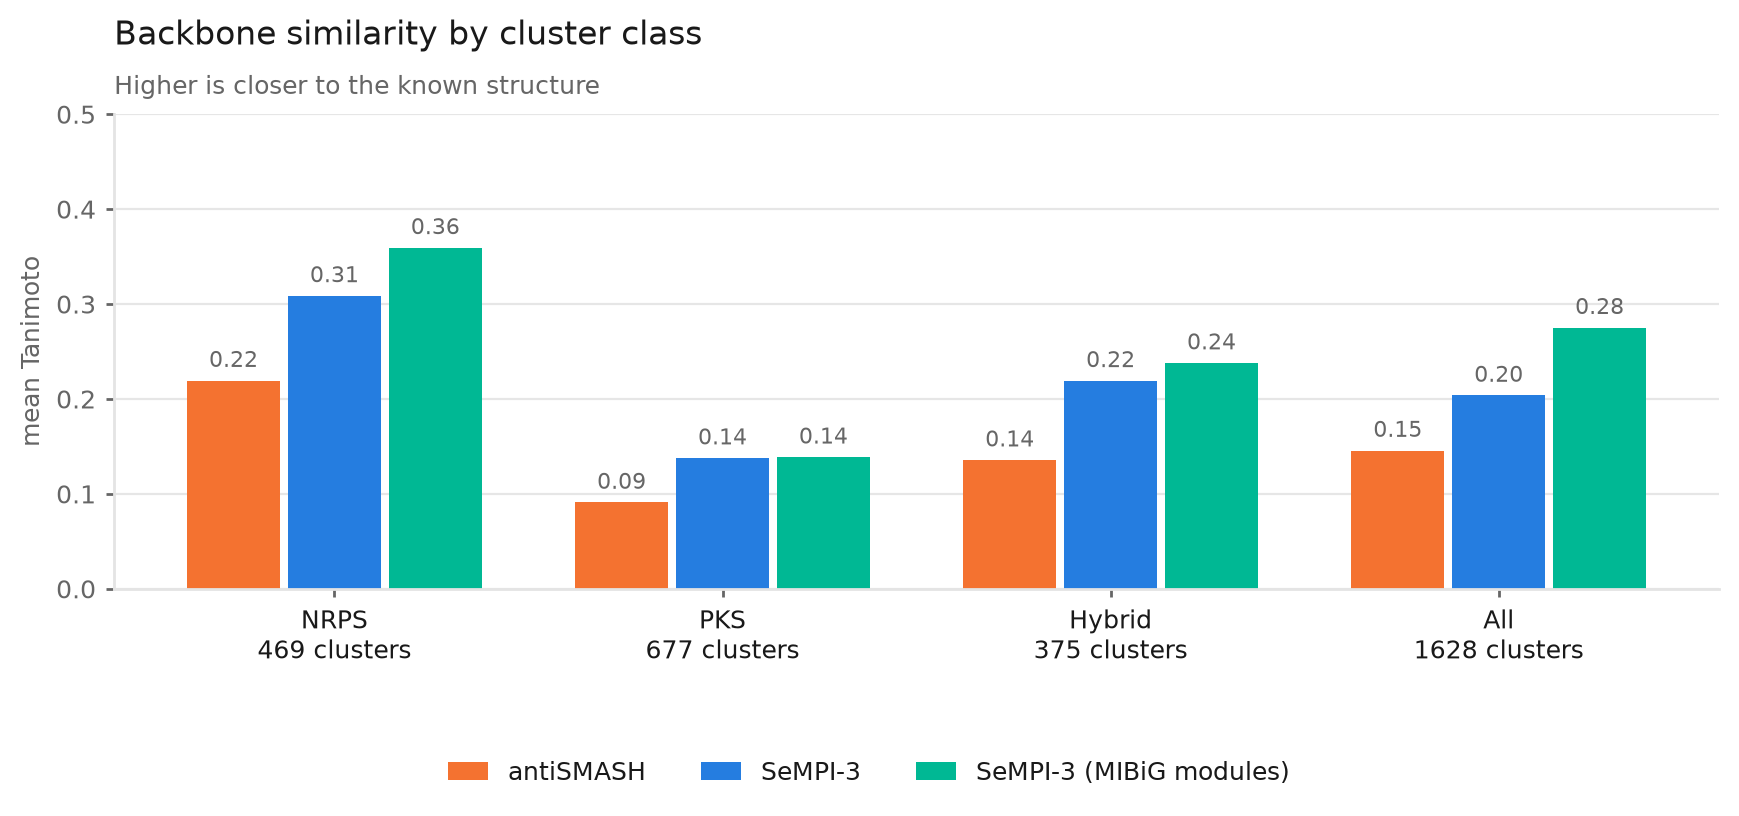 Backbone similarity by cluster class
Higher is closer to the known structure
mean Tanimoto
0.5
0.4
0.3
0.2
0.1
0.0
0.22
0.31
0.36
0.09
0.14
0.14
0.14
0.22
0.24
0.15
0.20
0.28
NRPS
469 clusters
PKS
677 clusters
Hybrid
375 clusters
All
1628 clusters
antiSMASH
SeMPI-3
SeMPI-3 (MIBiG modules)